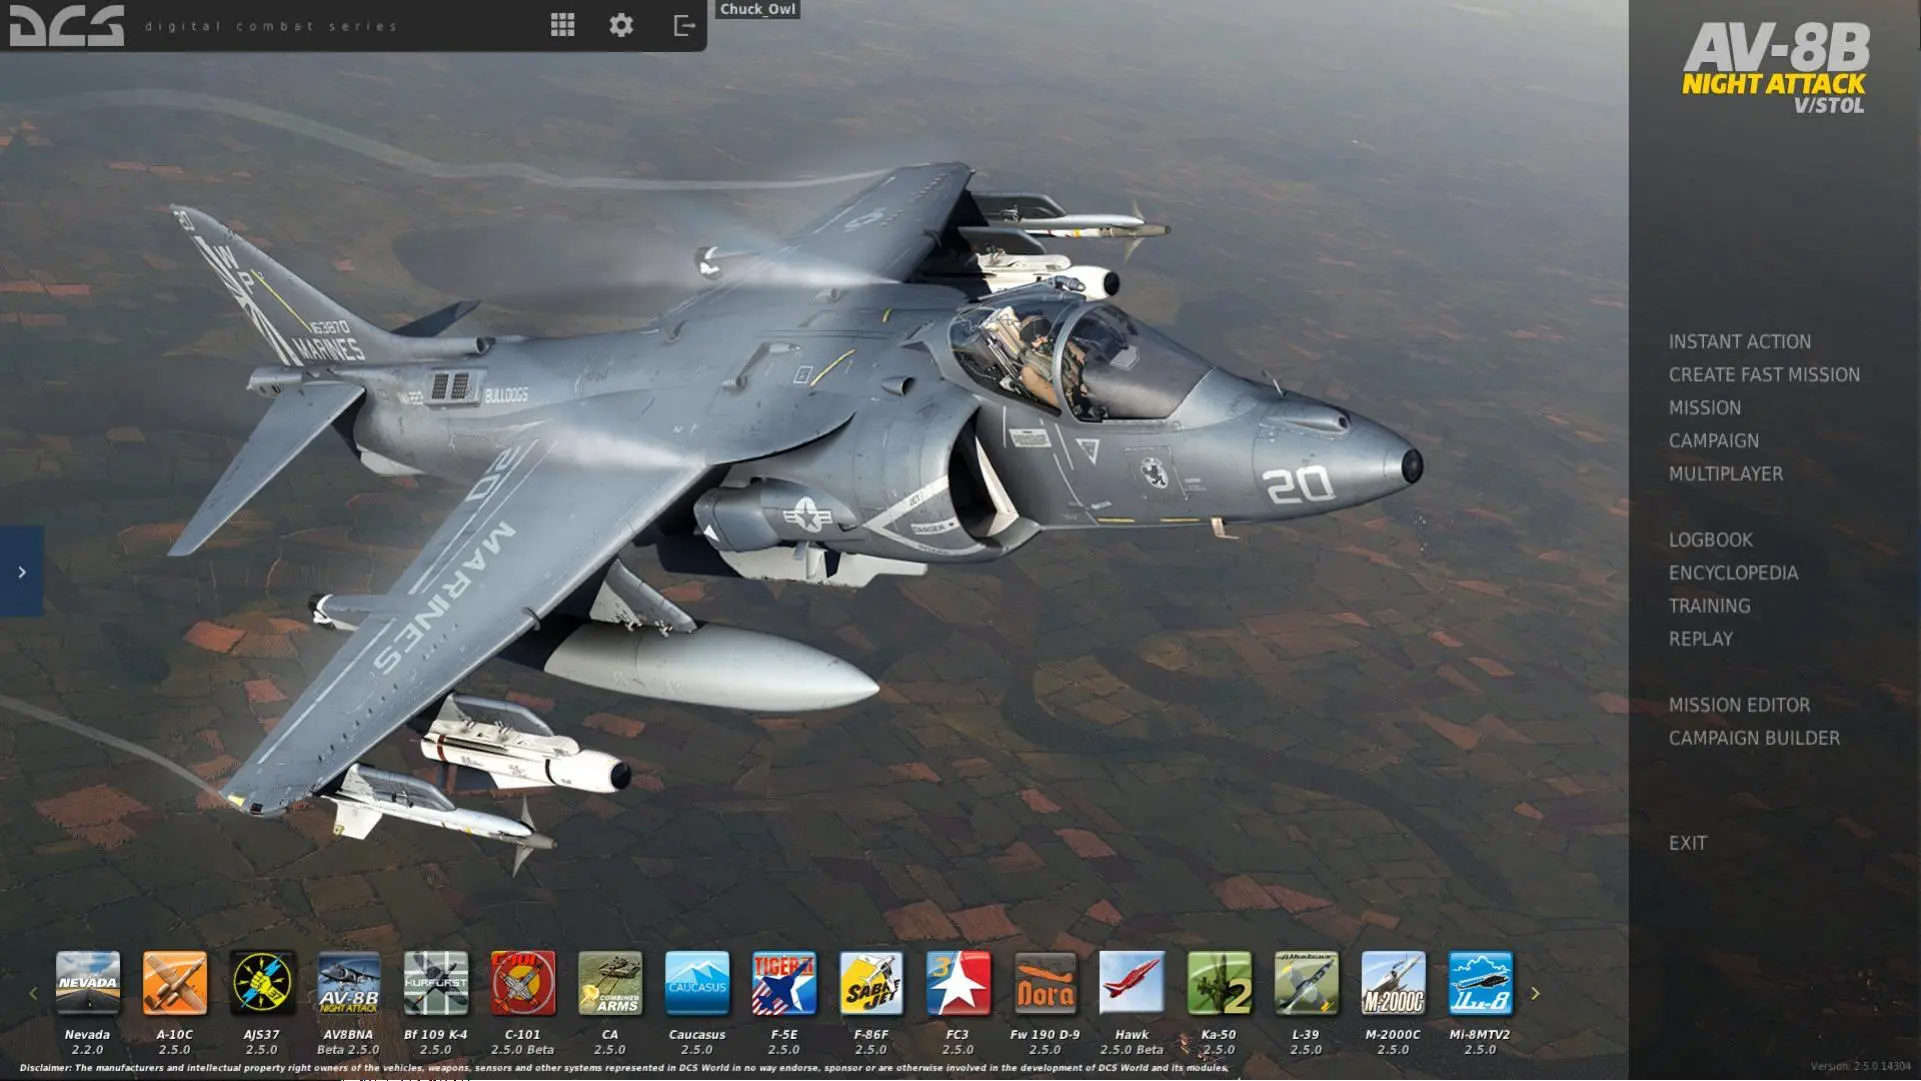 DCS digital combat series
Chuck_Owl
AV-8B
NIGHT ATTACK
V/STOL
INSTANT ACTION
CREATE FAST MISSION
MISSION
CAMPAIGN
MULTIPLAYER
LOGBOOK
ENCYCLOPEDIA
TRAINING
REPLAY
MISSION EDITOR
CAMPAIGN BUILDER
EXIT
20
WP
163870
MARINES
BULLDOGS
20
20 MARINES
DANGER
NEVADA
AV-8B
NIGHT ATTACK
KURFURST
C-101
COMBINED
ARMS
CAUCASUS
TIGER II
SABRE
JET
3
Dora
2
Albatros
M-2000C
Ми-8
Nevada A-10C AJS37 AV8BNA Bf 109 K-4 C-101 CA Caucasus F-5E F-86F FC3 Fw 190 D-9 Hawk Ka-50 L-39 M-2000C Mi-8MTV2
2.2.0 2.5.0 2.5.0 Beta 2.5.0 2.5.0 2.5.0 Beta 2.5.0 2.5.0 2.5.0 2.5.0 2.5.0 2.5.0 2.5.0 Beta 2.5.0 2.5.0 2.5.0 2.5.0
Disclaimer: The manufacturers and intellectual property right owners of the vehicles, weapons, sensors and other systems represented in DCS World in no way endorse, sponsor or are otherwise involved in the development of DCS World and its modules.
Version: 2.5.0.14304